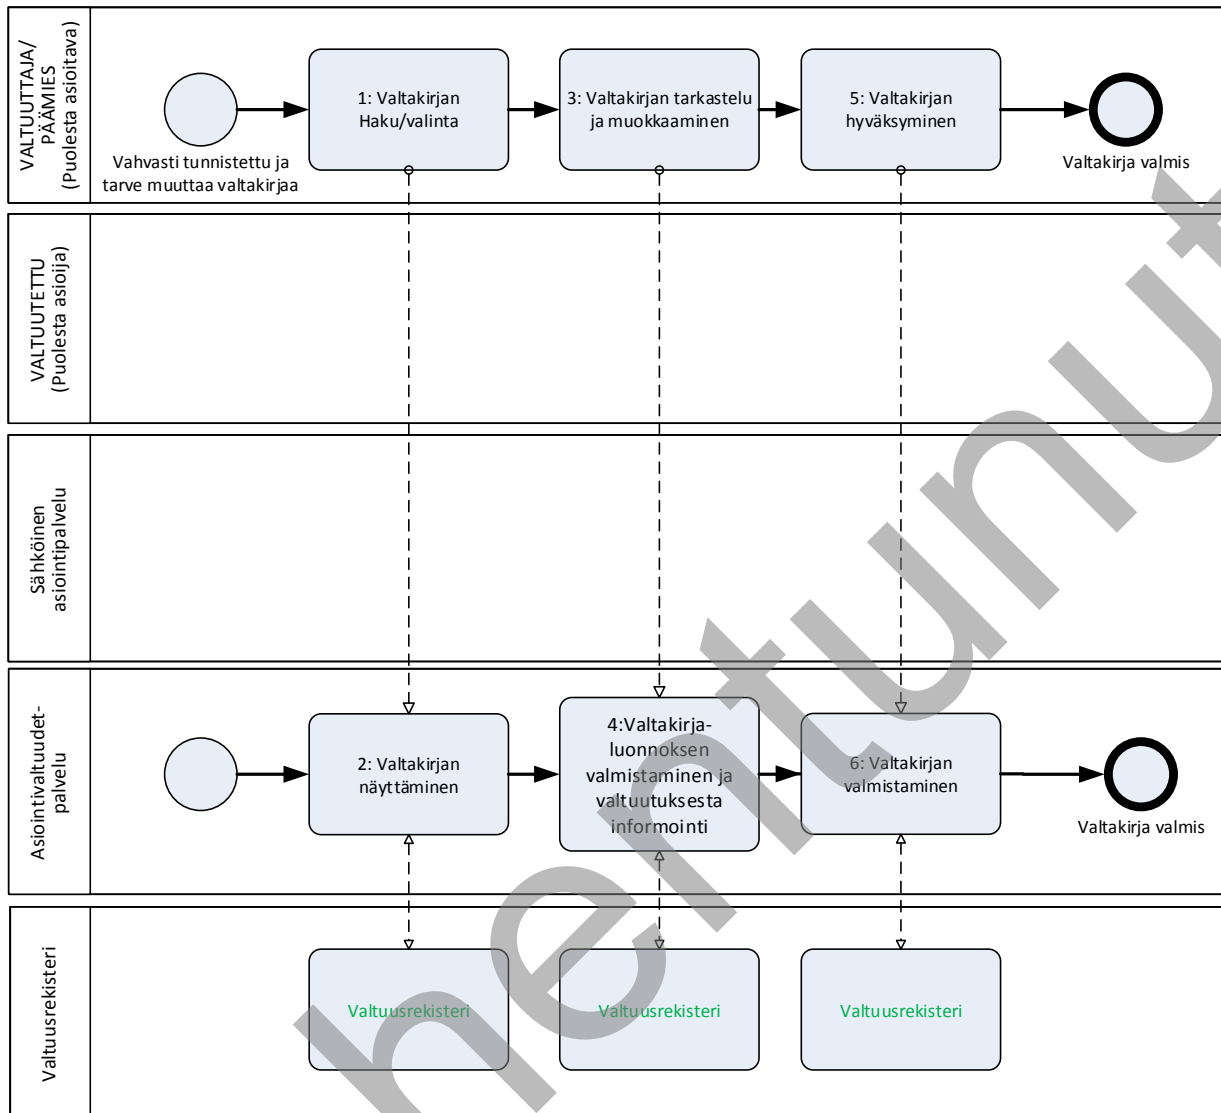 VALTUUTTAJA/
PÄÄMIES
(Puolesta asioitava)
Vahvasti tunnistettu ja
tarve muuttaa valtakirjaa
1: Valtakirjan
Haku/valinta
3: Valtakirjan tarkastelu
ja muokkaaminen
5: Valtakirjan
hyväksyminen
Valtakirja valmis
VALTUUTETTU
(Puolesta asioija)
Sähköinen
asiointipalvelu
Asiointivaltuudet-
palvelu
2: Valtakirjan
näyttäminen
4:Valtakirja-
luonnoksen
valmistaminen ja
valtuutuksesta
informointi
6: Valtakirjan
valmistaminen
Valtakirja valmis
Valtuusrekisteri
Valtuusrekisteri
Valtuusrekisteri
Valtuusrekisteri
hentunut